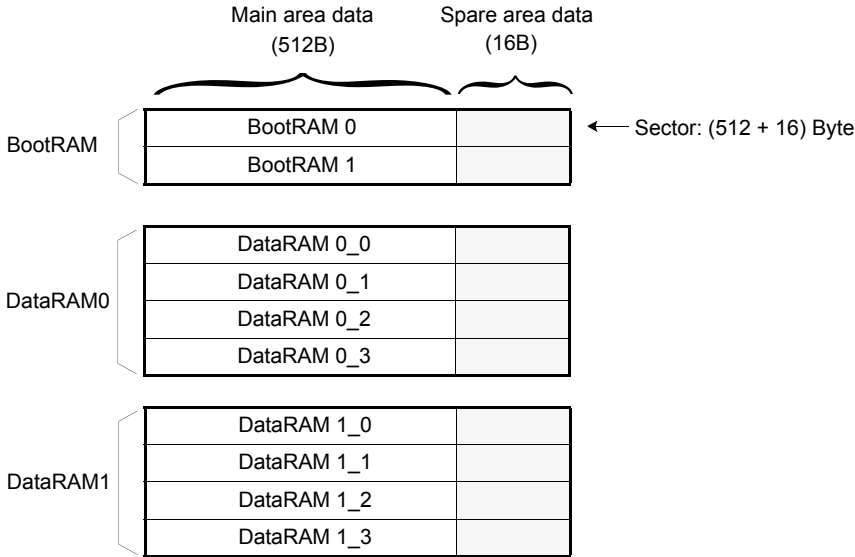 Main area data
(512B)
Spare area data
(16B)
BootRAM
BootRAM 0
BootRAM 1
Sector: (512 + 16) Byte
DataRAM0
DataRAM 0_0
DataRAM 0_1
DataRAM 0_2
DataRAM 0_3
DataRAM1
DataRAM 1_0
DataRAM 1_1
DataRAM 1_2
DataRAM 1_3